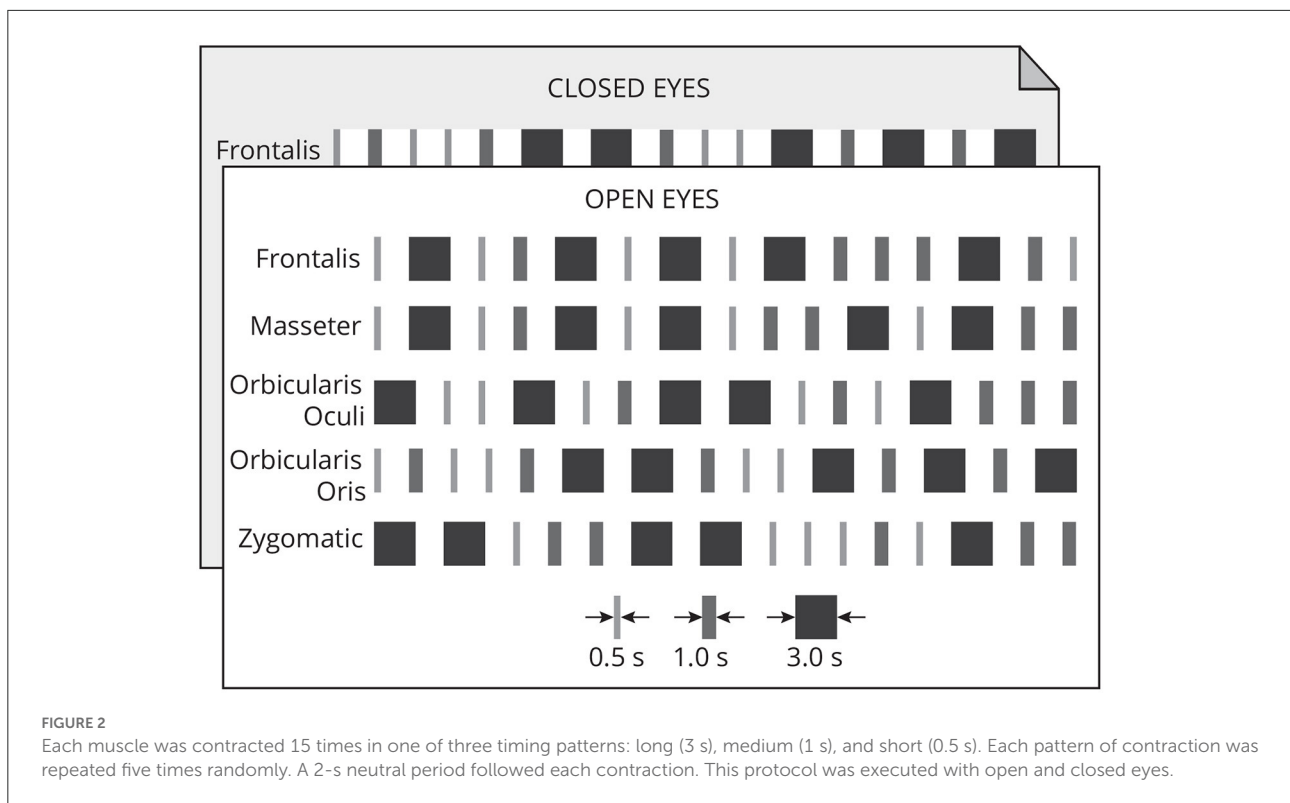 CLOSED EYES
Frontalis
OPEN EYES
Frontalis
Masseter
Orbicularis
Oculi
Orbicularis
Oris
Zygomatic
0.5 s 1.0 s 3.0 s
FIGURE 2
Each muscle was contracted 15 times in one of three timing patterns: long (3 s), medium (1 s), and short (0.5 s). Each pattern of contraction was
repeated five times randomly. A 2-s neutral period followed each contraction. This protocol was executed with open and closed eyes.